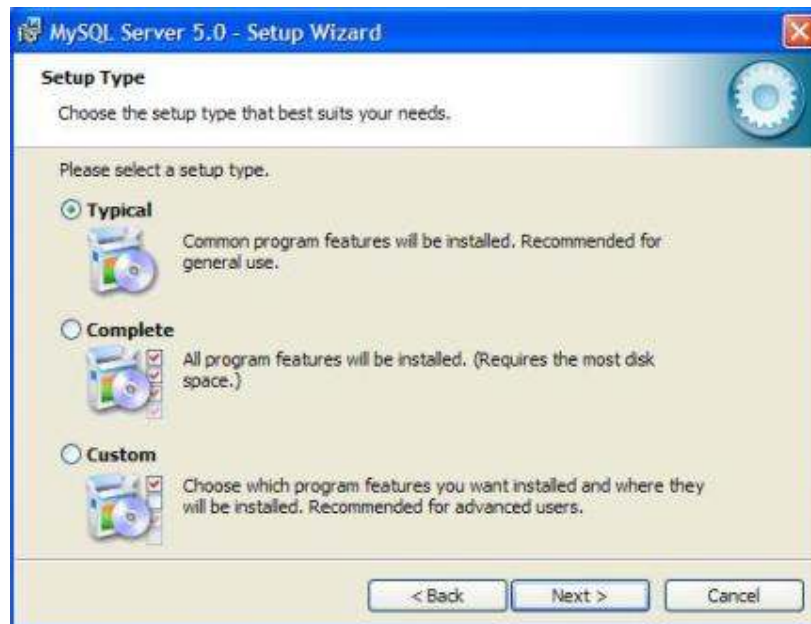 MySQL Server 5.0 - Setup Wizard
Setup Type
Choose the setup type that best suits your needs.
Please select a setup type.
Typical
Common program features will be installed. Recommended for
general use.
Complete
All program features will be installed. (Requires the most disk
space.)
Custom
Choose which program features you want installed and where they
will be installed. Recommended for advanced users.
< Back Next > Cancel